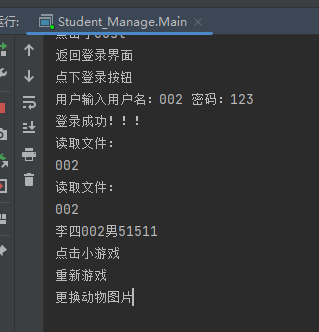 运行:
Student_Manage.Main
返回登录界面
点下登录按钮
用户输入用户名: 002 密码: 123
登录成功!!!
读取文件:
002
读取文件:
002
李四002男51511
点击小游戏
重新游戏
更换动物图片